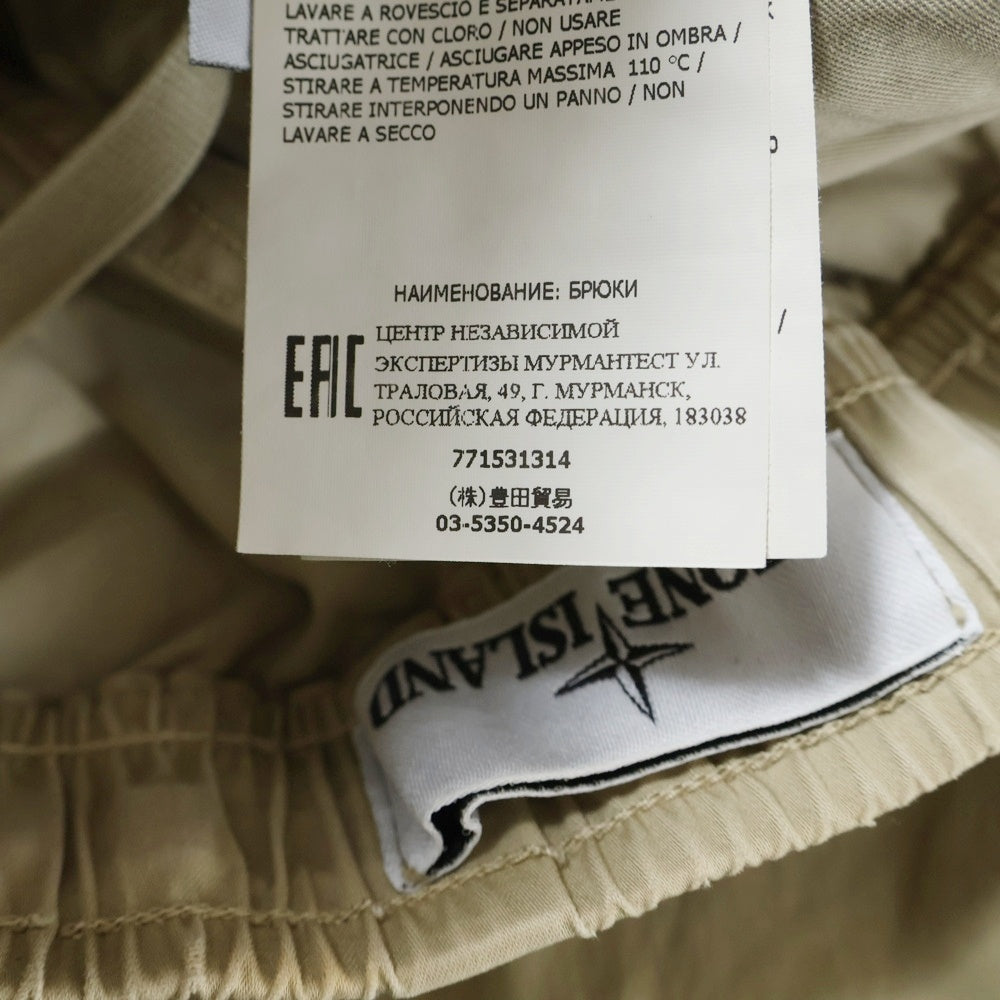 LAVARE A ROVESCIO E SEPARATAME
TRATTARE CON CLORO / NON USARE
ASCIUGATRICE / ASCIUGARE APPESO IN OMBRA /
STIRARE A TEMPERATURA MASSIMA 110 °C /
STIRARE INTERPONENDO UN PANNO / NON
LAVARE A SECCO
НАИМЕНОВАНИЕ: БРЮКИ
EAC
ЦЕНТР НЕЗАВИСИМОЙ
ЭКСПЕРТИЗЫ МУРМАНТЕСТ УЛ.
ТРАЛОВАЯ, 49, Г. МУРМАНСК,
РОССИЙСКАЯ ФЕДЕРАЦИЯ, 183038
771531314
(株)豊田貿易
03-5350-4524
/
ONE ISLAND